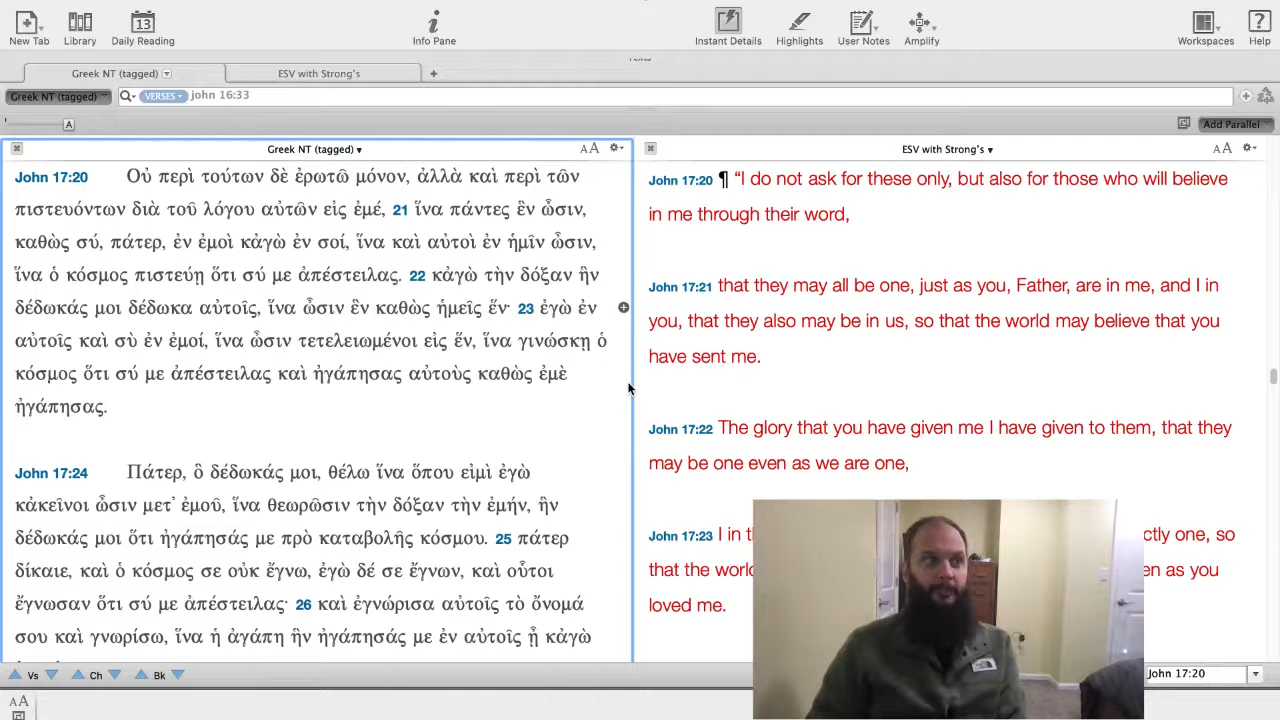 New Tab Library Daily Reading Info Pane Instant Details Highlights User Notes Amplify Workspaces Help
13
Greek NT (tagged) ESV with Strong's
Greek NT (tagged) VERSES john 16:33
A Add Parallel
Greek NT (tagged) AA
John 17:20 Οὐ περὶ τούτων δὲ ἐρωτῶ μόνον, ἀλλὰ καὶ περὶ τῶν
πιστευόντων διὰ τοῦ λόγου αὐτῶν εἰς ἐμέ, 21 ἵνα πάντες ἓν ὦσιν,
καθὼς σύ, πάτερ, ἐν ἐμοὶ κἀγὼ ἐν σοί, ἵνα καὶ αὐτοὶ ἐν ἡμῖν ὦσιν,
ἵνα ὁ κόσμος πιστεύῃ ὅτι σύ με ἀπέστειλας. 22 κἀγὼ τὴν δόξαν ἣν
δέδωκάς μοι δέδωκα αὐτοῖς, ἵνα ὦσιν ἓν καθὼς ἡμεῖς ἕν· 23 ἐγὼ ἐν
αὐτοῖς καὶ σὺ ἐν ἐμοί, ἵνα ὦσιν τετελειωμένοι εἰς ἕν, ἵνα γινώσκῃ ὁ
κόσμος ὅτι σύ με ἀπέστειλας καὶ ἠγάπησας αὐτοὺς καθὼς ἐμὲ
ἠγάπησας.
John 17:24 Πάτερ, ὃ δέδωκάς μοι, θέλω ἵνα ὅπου εἰμὶ ἐγὼ
κἀκεῖνοι ὦσιν μετ’ ἐμοῦ, ἵνα θεωρῶσιν τὴν δόξαν τὴν ἐμήν, ἣν
δέδωκάς μοι ὅτι ἠγάπησάς με πρὸ καταβολῆς κόσμου. 25 πάτερ
δίκαιε, καὶ ὁ κόσμος σε οὐκ ἔγνω, ἐγὼ δέ σε ἔγνων, καὶ οὗτοι
ἔγνωσαν ὅτι σύ με ἀπέστειλας· 26 καὶ ἐγνώρισα αὐτοῖς τὸ ὄνομά
σου καὶ γνωρίσω, ἵνα ἡ ἀγάπη ἣν ἠγάπησάς με ἐν αὐτοῖς ᾖ κἀγὼ
ESV with Strong's AA
John 17:20 ¶ “I do not ask for these only, but also for those who will believe
in me through their word,
John 17:21 that they may all be one, just as you, Father, are in me, and I in
you, that they also may be in us, so that the world may believe that you
have sent me.
John 17:22 The glory that you have given me I have given to them, that they
may be one even as we are one,
John 17:23 I in ctly one, so
that the en as you
loved me.
Vs Ch Bk John 17:20
AA